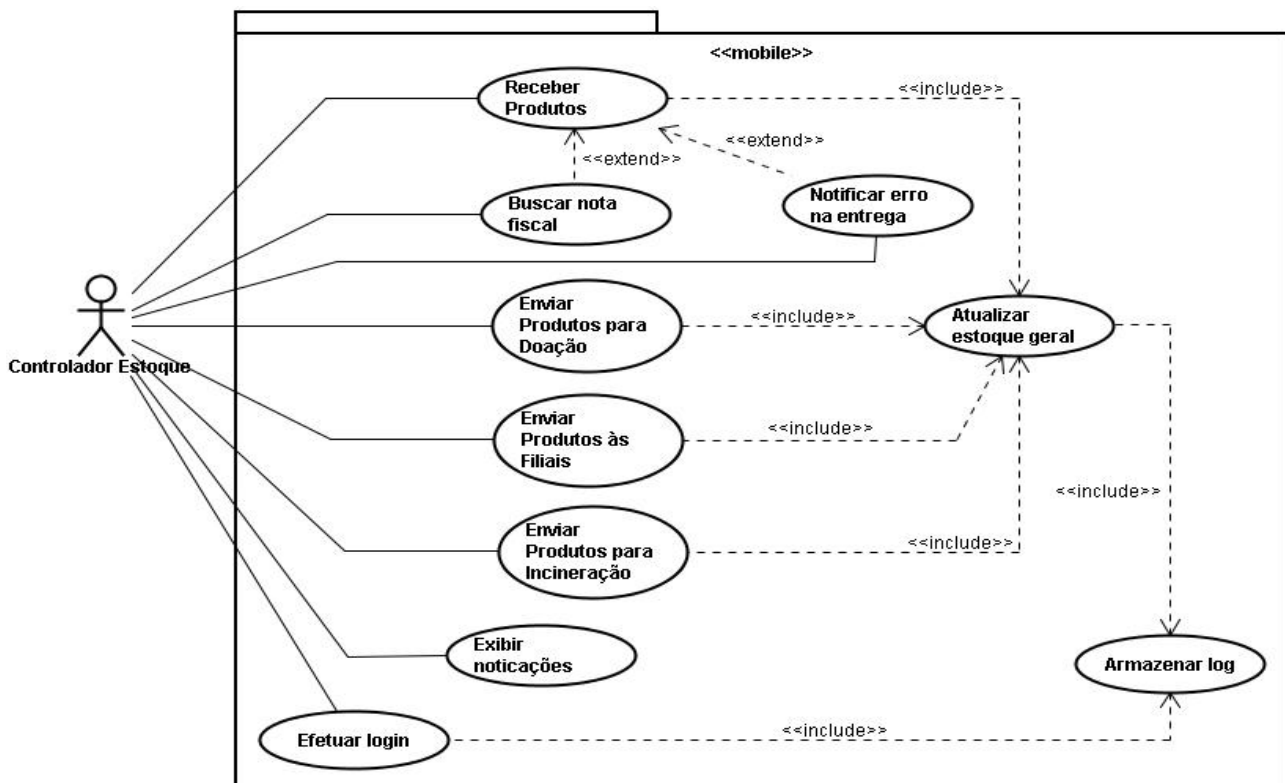 <<mobile>>
Receber
Produtos
<<include>>
<<extend>>
<<extend>>
Buscar nota
fiscal
Notificar erro
na entrega
Controlador Estoque
Enviar
Produtos para
Doação
<<include>>
Atualizar
estoque geral
Enviar
Produtos às
Filiais
<<include>>
<<include>>
Enviar
Produtos para
Incineração
<<include>>
Exibir
noticações
Armazenar log
Efetuar login
<<include>>